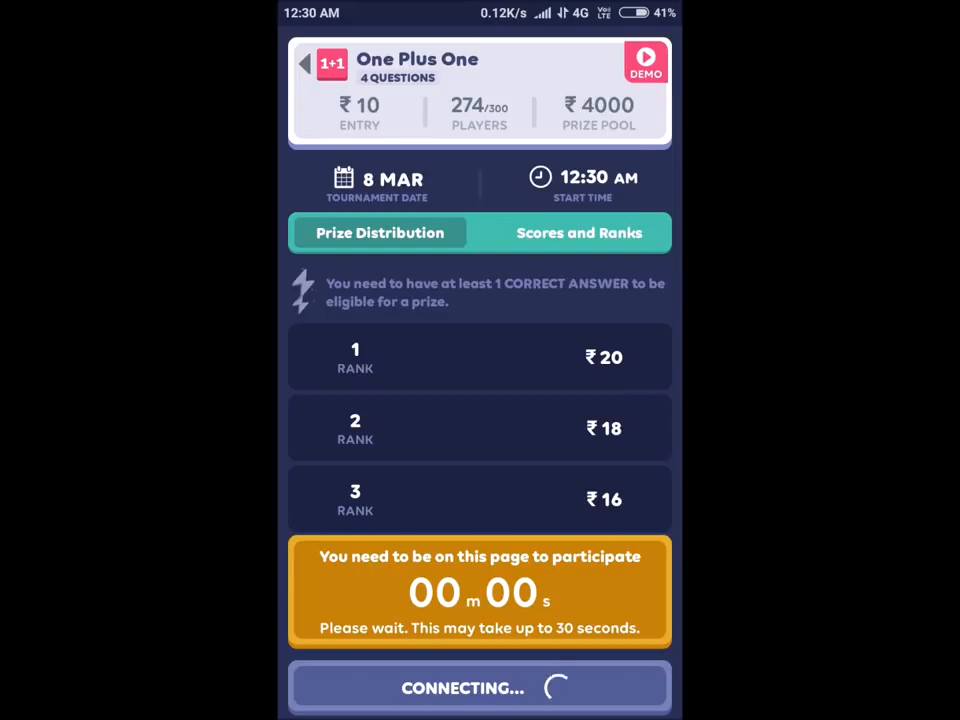 12:30 AM 0.12K/s 4G VoI LTE 41%
1+1 One Plus One
4 QUESTIONS
DEMO
₹ 10 274/300 ₹ 4000
ENTRY PLAYERS PRIZE POOL
8 MAR 12:30 AM
TOURNAMENT DATE START TIME
Prize Distribution Scores and Ranks
You need to have at least 1 CORRECT ANSWER to be
eligible for a prize.
1 ₹ 20
RANK
2 ₹ 18
RANK
3 ₹ 16
RANK
You need to be on this page to participate
00 m 00 s
Please wait. This may take up to 30 seconds.
CONNECTING...